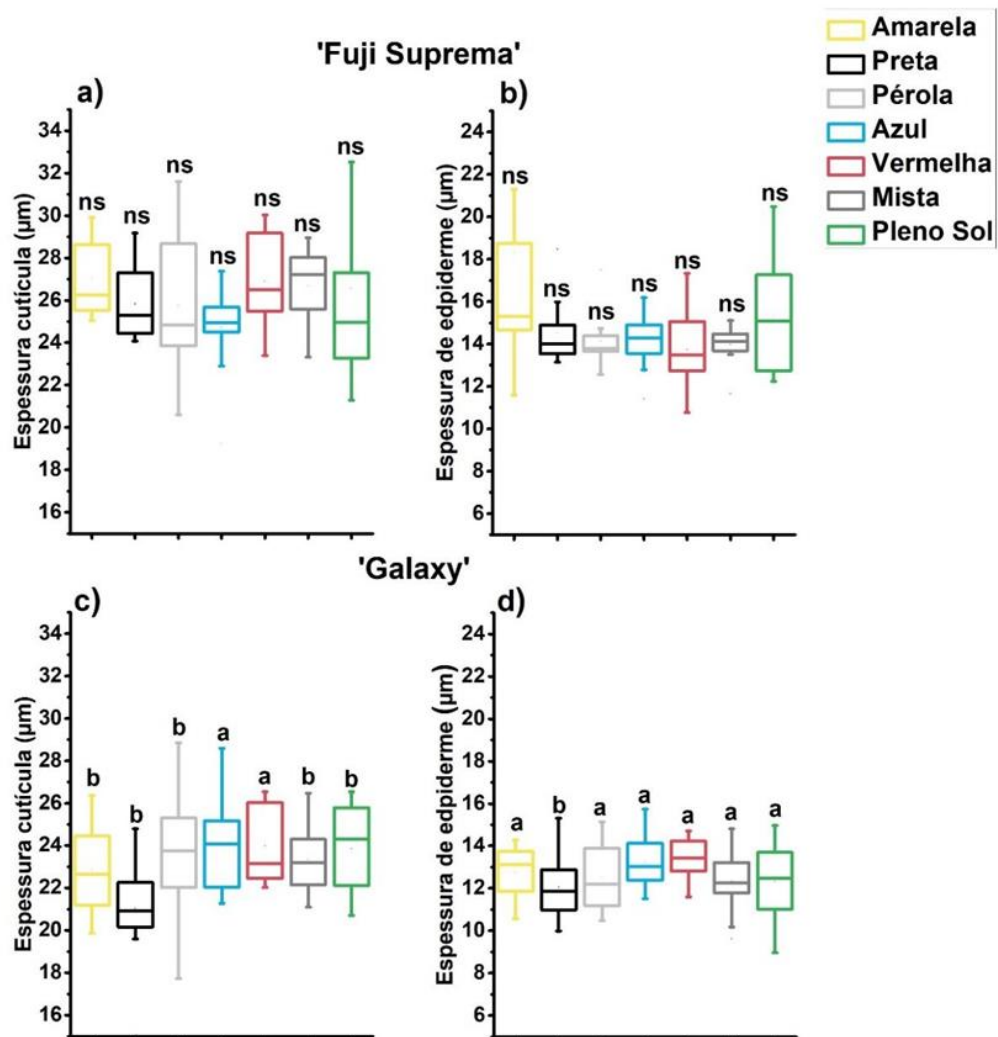 Amarela
Preta
Pérola
Azul
Vermelha
Mista
Pleno Sol
'Fuji Suprema'
a)
Espessura cutícula (µm)
34
32
30
28
26
24
22
20
18
16
ns ns ns ns ns ns ns
b)
Espessura de edpiderme (µm)
24
22
20
18
16
14
12
10
8
6
ns ns ns ns ns ns ns
'Galaxy'
c)
Espessura cutícula (µm)
34
32
30
28
26
24
22
20
18
16
b b b a a b b
d)
Espessura de edpiderme (µm)
24
22
20
18
16
14
12
10
8
6
a b a a a a a